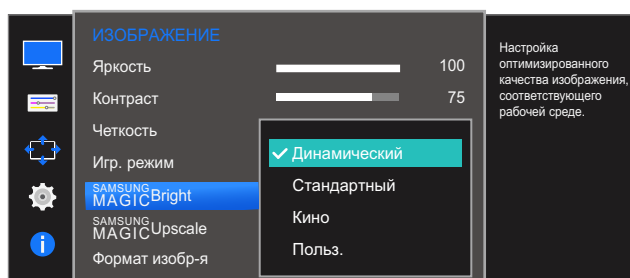 ИЗОБРАЖЕНИЕ
Яркость 100
Контраст 75
Четкость
Игр. режим
SAMSUNG
MAGIC Bright
SAMSUNG
MAGIC Upscale
Формат изобр-я
Динамический
Стандартный
Кино
Польз.
Настройка
оптимизированного
качества изображения,
соответствующего
рабочей среде.